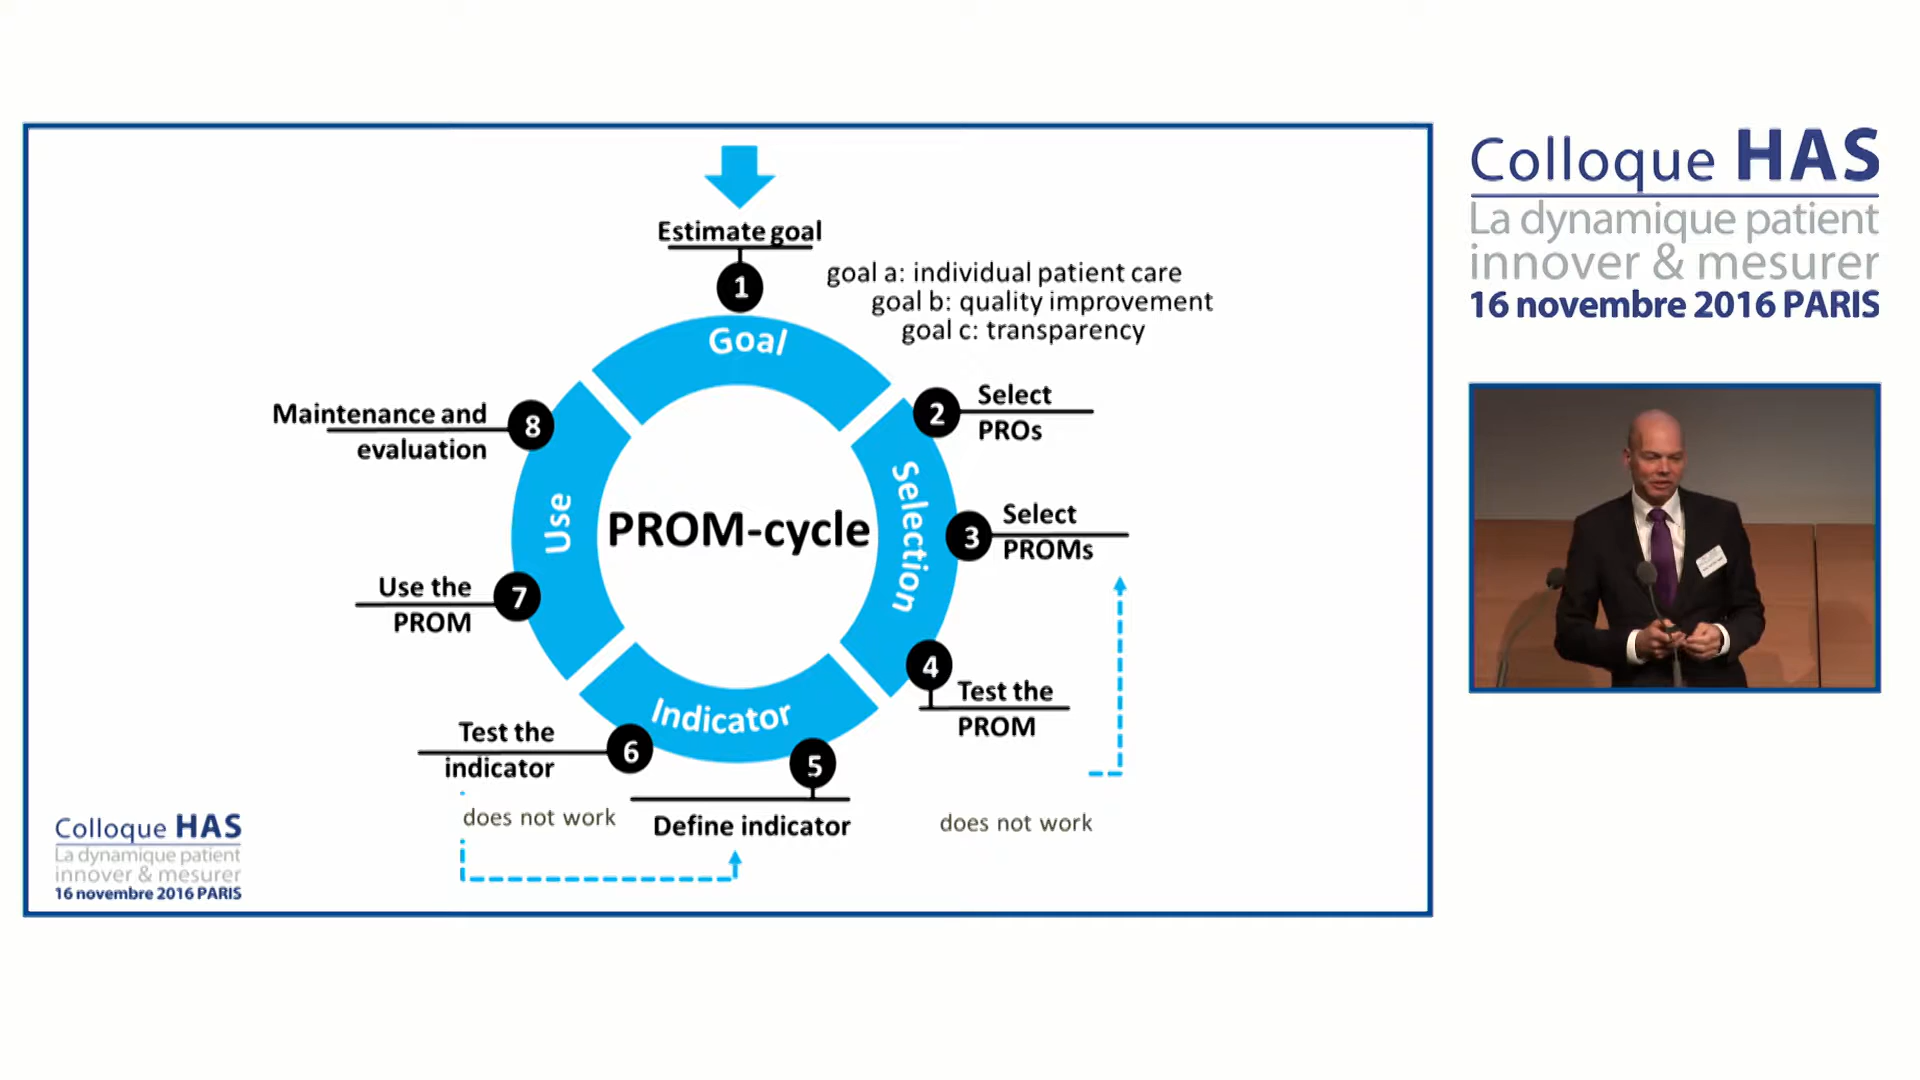 Estimate goal
1
goal a: individual patient care
goal b: quality improvement
goal c: transparency
Goal
2
Select
PROs
Selection
3
Select
PROMs
4
Test the
PROM
does not work
5
Define indicator
Indicator
6
Test the
indicator
does not work
7
Use the
PROM
Use
8
Maintenance and
evaluation
PROM-cycle
Colloque HAS
La dynamique patient
innover & mesurer
16 novembre 2016 PARIS
Colloque HAS
La dynamique patient
innover & mesurer
16 novembre 2016 PARIS